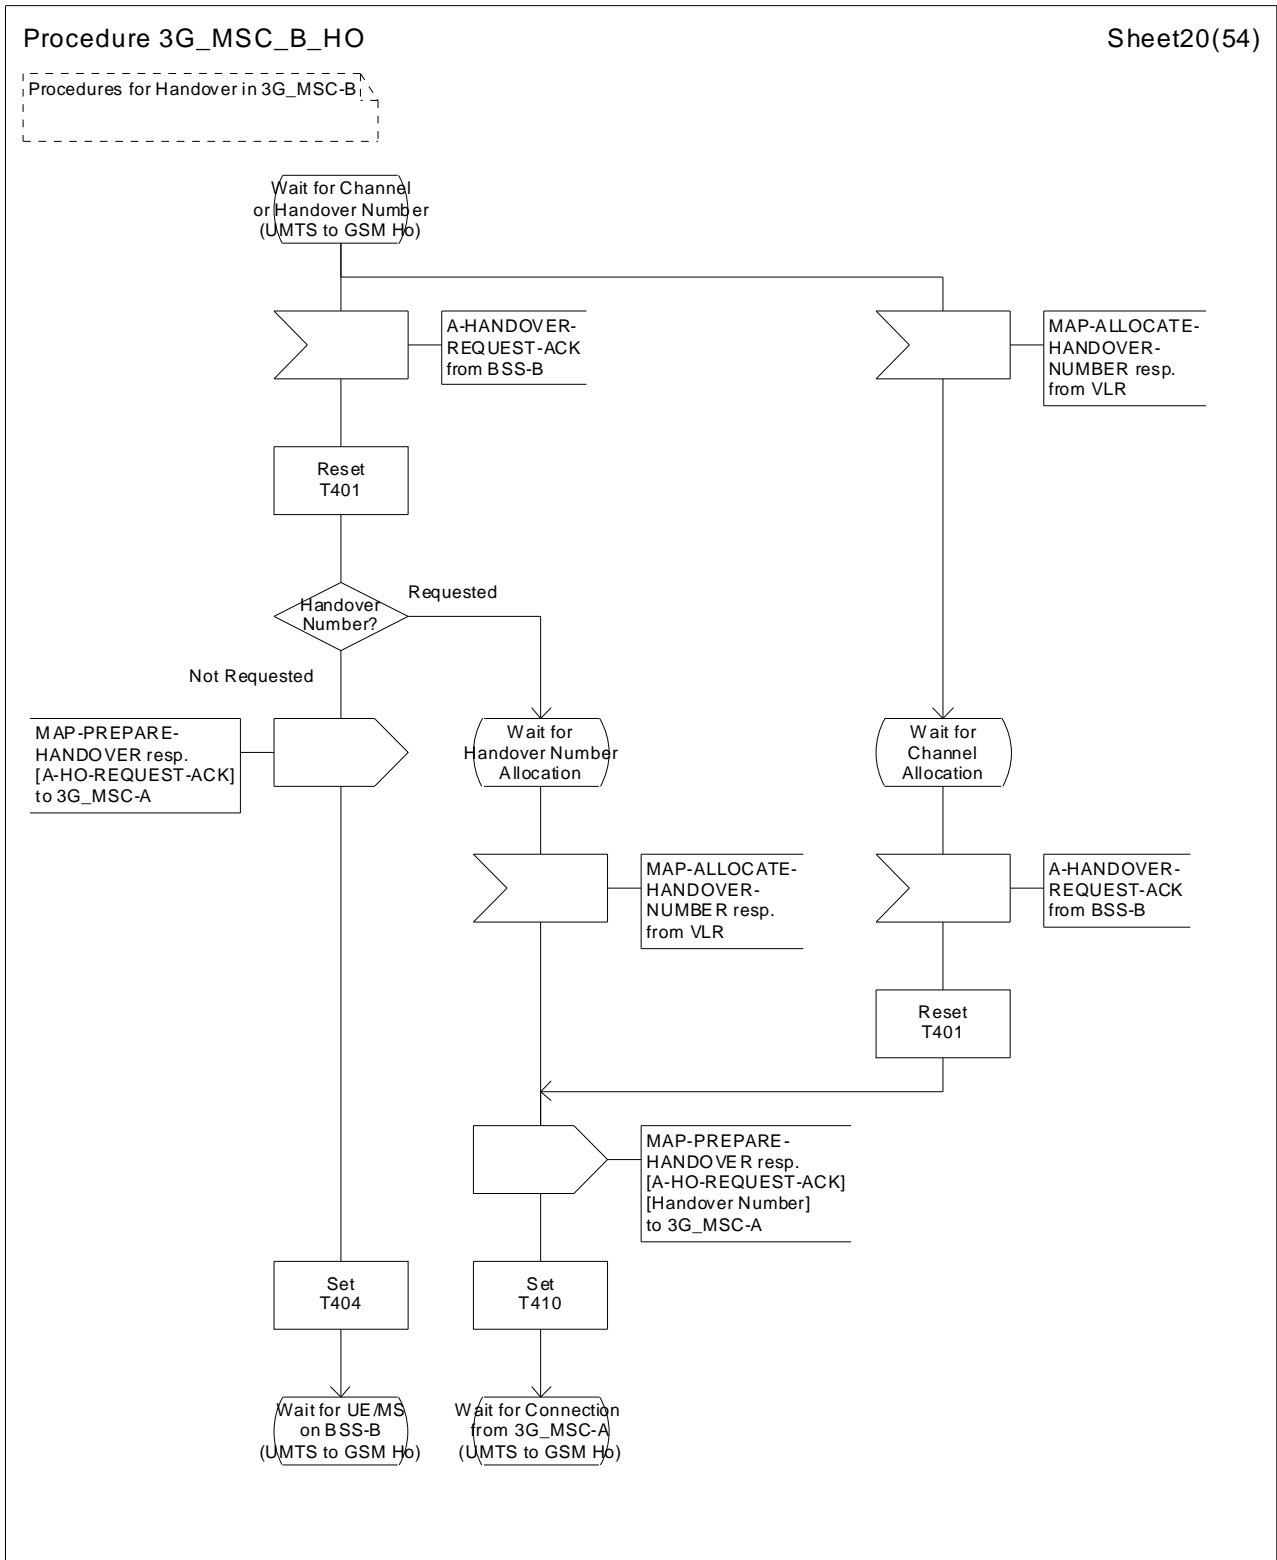 Procedure 3G_MSC_B_HO
Sheet20(54)
Procedures for Handover in 3G_MSC-B
Wait for Channel
or Handover Number
(UMTS to GSM Ho)
A-HANDOVER-
REQUEST-ACK
from BSS-B
MAP-ALLOCATE-
HANDOVER-
NUMBER resp.
from VLR
Reset
T401
Handover
Number?
Requested
Not Requested
MAP-PREPARE-
HANDOVER resp.
[A-HO-REQUEST-ACK]
to 3G_MSC-A
Wait for
Handover Number
Allocation
Wait for
Channel
Allocation
MAP-ALLOCATE-
HANDOVER-
NUMBER resp.
from VLR
A-HANDOVER-
REQUEST-ACK
from BSS-B
Reset
T401
MAP-PREPARE-
HANDOVER resp.
[A-HO-REQUEST-ACK]
[Handover Number]
to 3G_MSC-A
Set
T404
Set
T410
Wait for UE/MS
on BSS-B
(UMTS to GSM Ho)
Wait for Connection
from 3G_MSC-A
(UMTS to GSM Ho)